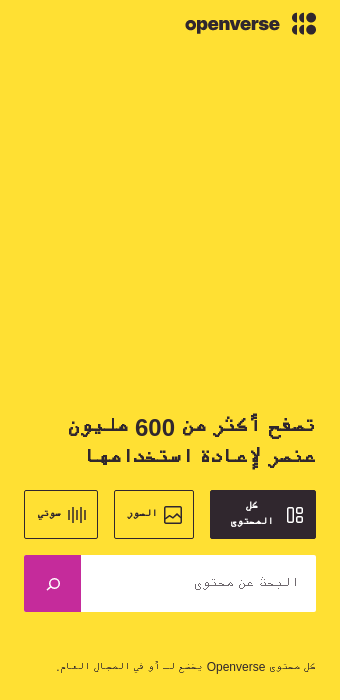 openverse
تصفح أكثر من 600 مليون
عنصر لإعادة استخدامها
كل
المحتوى
الصور
صوتي
البحث عن محتوى
كل محتوى Openverse يخضع لـ أو في المجال العام.